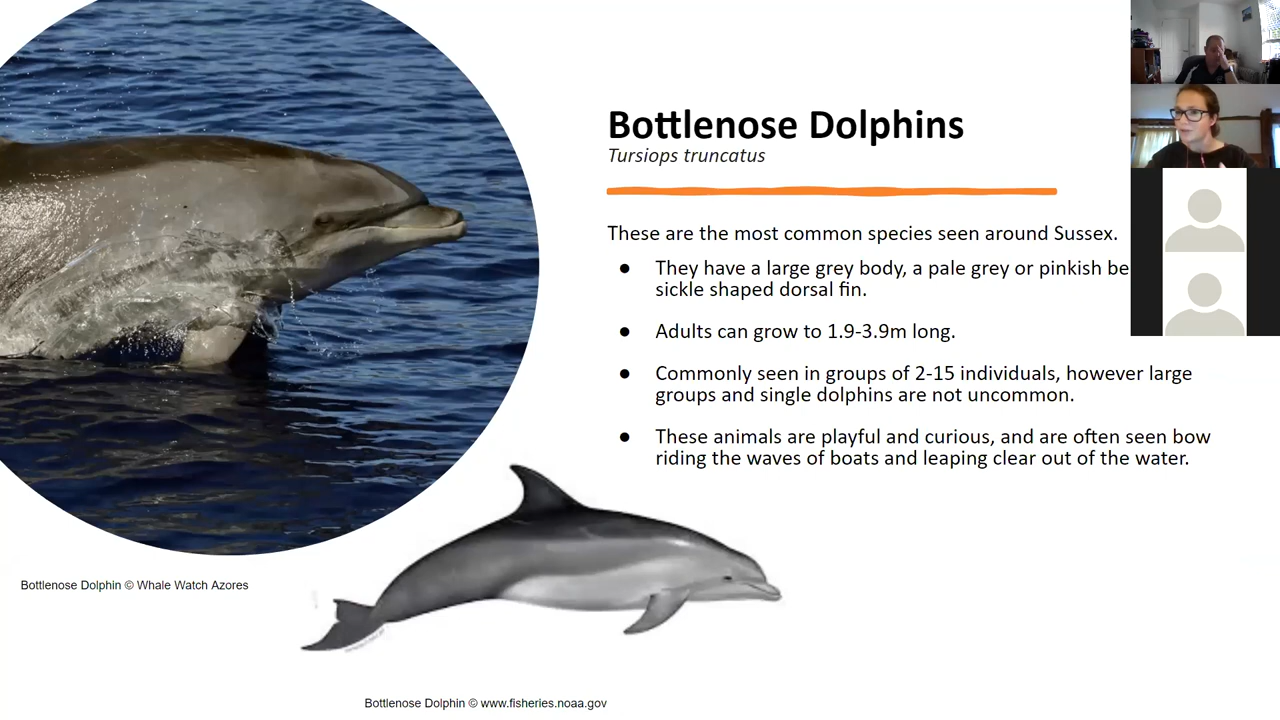 Bottlenose Dolphins
Tursiops truncatus
These are the most common species seen around Sussex.
● They have a large grey body, a pale grey or pinkish
sickle shaped dorsal fin.
● Adults can grow to 1.9-3.9m long.
● Commonly seen in groups of 2-15 individuals, however large
groups and single dolphins are not uncommon.
● These animals are playful and curious, and are often seen bow
riding the waves of boats and leaping clear out of the water.
Bottlenose Dolphin © Whale Watch Azores
Bottlenose Dolphin © www.fisheries.noaa.gov